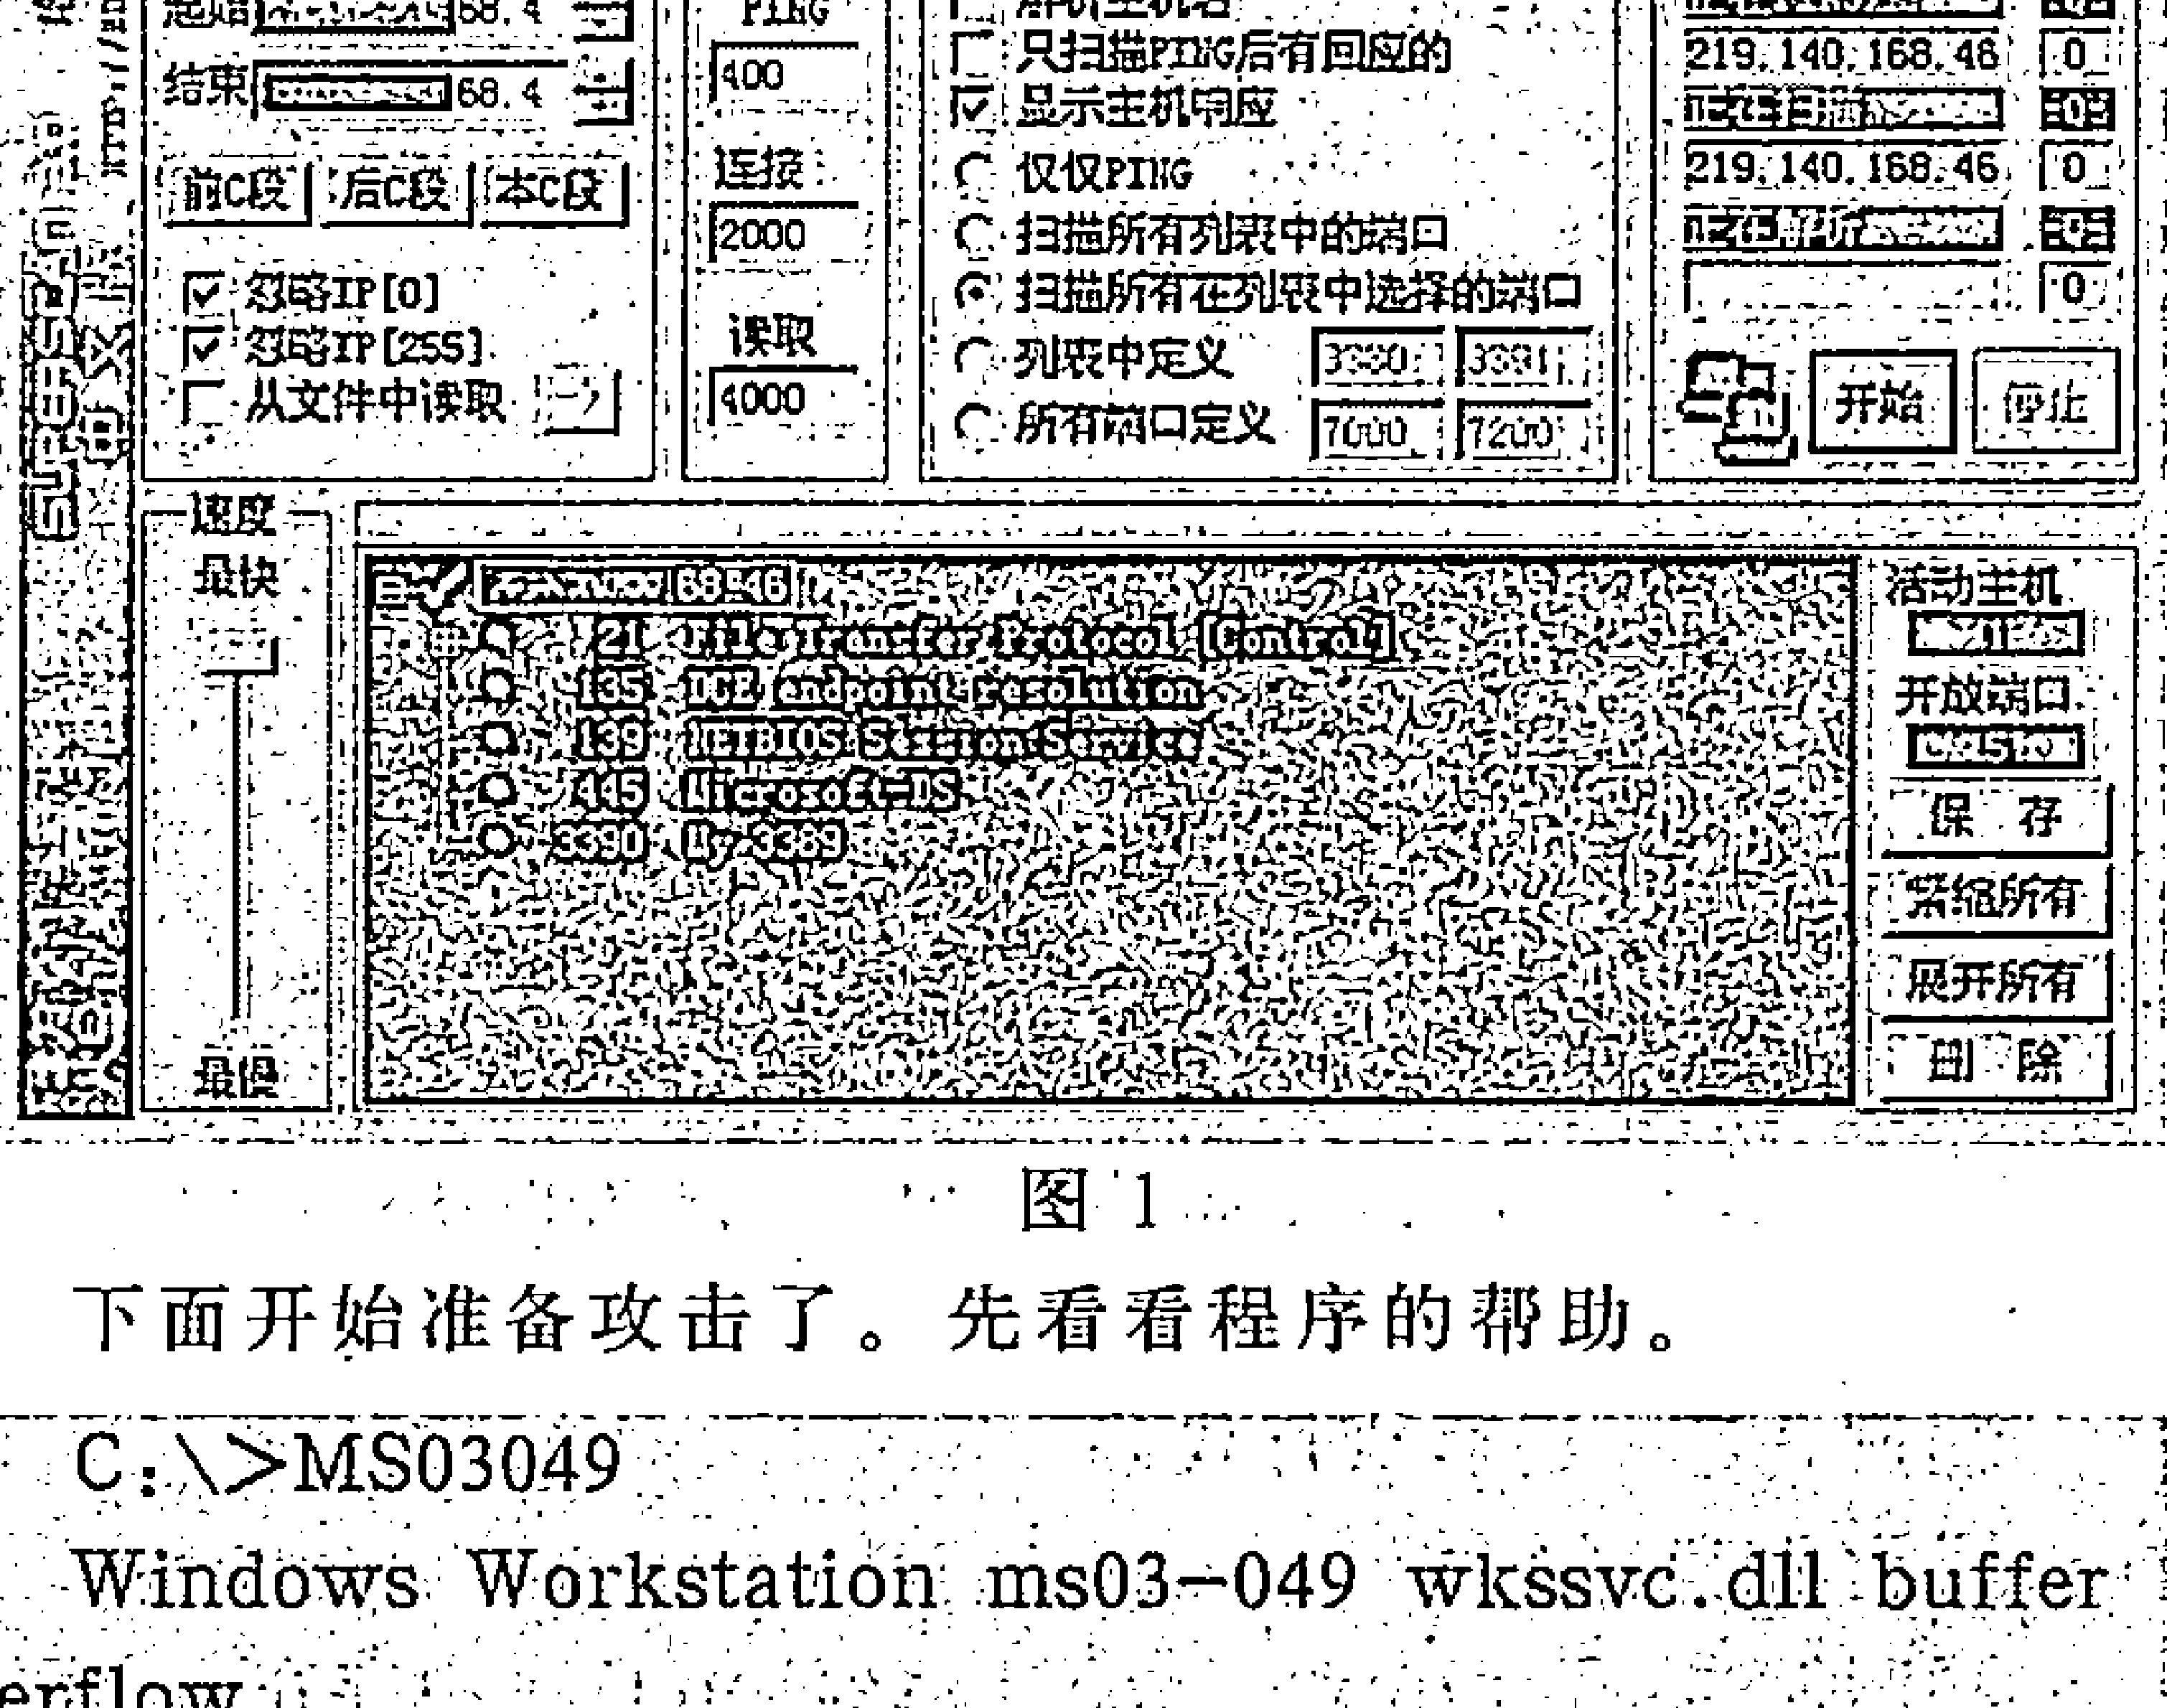 起始 68.4
PING
结束 68.4
400
只扫描PING后有回应的
219.140.168.46 0
显示主机响应
前C段 后C段 本C段
连接
仅仅PING
219.140.168.46 0
2000
扫描所有列表中的端口
忽略IP[0]
扫描所有在列表中选择的端口
0
忽略IP[255]
读取
列表中定义 3390 3391
从文件中读取
4000
所有端口定义 7000 7200
开始 停止
速度
最快
68.46
活动主机
21 File Transfer Protocol [Control]
135 DCE endpoint resolution
开放端口
139 NETBIOS Session Service
445 Microsoft-DS
保 存
3390 My 3389
紧缩所有
展开所有
最慢
删 除
图 1
下面开始准备攻击了。先看看程序的帮助。
C:\>MS03049
Windows Workstation ms03-049 wkssvc.dll buffer
erflow